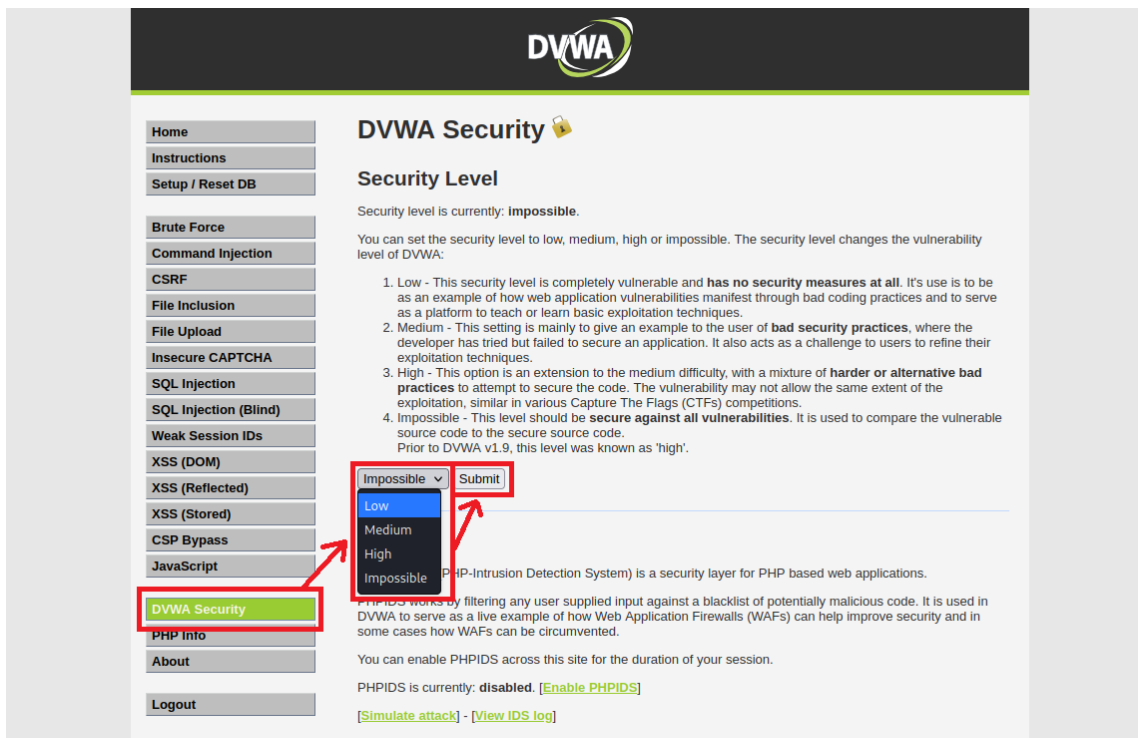 DVWA
Home
Instructions
Setup / Reset DB
Brute Force
Command Injection
CSRF
File Inclusion
File Upload
Insecure CAPTCHA
SQL Injection
SQL Injection (Blind)
Weak Session IDs
XSS (DOM)
XSS (Reflected)
XSS (Stored)
CSP Bypass
JavaScript
DVWA Security
PHP Info
About
Logout
DVWA Security
Security Level
Security level is currently: impossible.
You can set the security level to low, medium, high or impossible. The security level changes the vulnerability
level of DVWA:
1. Low - This security level is completely vulnerable and has no security measures at all. It's use is to be
as an example of how web application vulnerabilities manifest through bad coding practices and to serve
as a platform to teach or learn basic exploitation techniques.
2. Medium - This setting is mainly to give an example to the user of bad security practices, where the
developer has tried but failed to secure an application. It also acts as a challenge to users to refine their
exploitation techniques.
3. High - This option is an extension to the medium difficulty, with a mixture of harder or alternative bad
practices to attempt to secure the code. The vulnerability may not allow the same extent of the
exploitation, similar in various Capture The Flags (CTFs) competitions.
4. Impossible - This level should be secure against all vulnerabilities. It is used to compare the vulnerable
source code to the secure source code.
Prior to DVWA v1.9, this level was known as 'high'.
Impossible Submit
Low
Medium
High
Impossible
PHP-Intrusion Detection System) is a security layer for PHP based web applications.
PHPIDS works by filtering any user supplied input against a blacklist of potentially malicious code. It is used in
DVWA to serve as a live example of how Web Application Firewalls (WAFs) can help improve security and in
some cases how WAFs can be circumvented.
You can enable PHPIDS across this site for the duration of your session.
PHPIDS is currently: disabled. [Enable PHPIDS]
[Simulate attack] - [View IDS log]